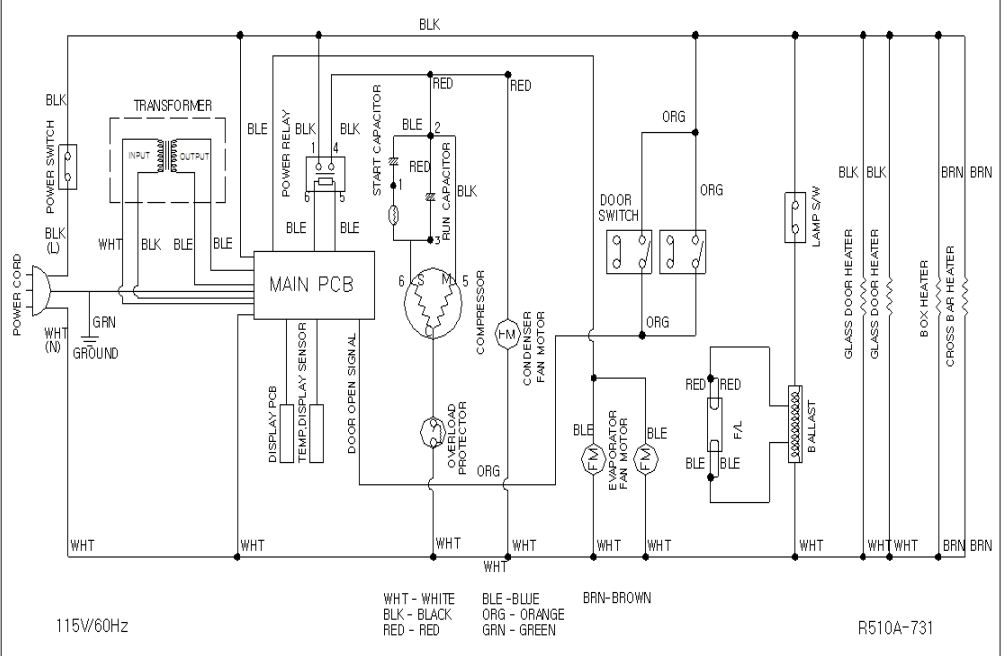 BLK
BLK
POWER SWITCH
BLK
(L)
POWER CORD
WHT
(N)
GRN
GROUND
TRANSFORMER
INPUT
OUTPUT
WHT
BLK
BLE
BLE
BLE
POWER RELAY
BLK
BLK
1
4
6
5
BLE
BLE
MAIN PCB
DISPLAY PCB
TEMP,DISPLAY SENSOR
DOOR OPEN SIGNAL
START CAPACITOR
RED
RED
BLE
2
RED
RUN CAPACITOR
BLK
1
3
6
S
M
5
C
COMPRESSOR
OVERLOAD
PROTECTOR
FM
CONDENSER
FAN MOTOR
ORG
ORG
ORG
DOOR
SWITCH
ORG
BLE
FM
EVAPORATOR
FAN MOTOR
BLE
FM
RED
RED
F/L
BLE
BLE
BALLAST
LAMP S/W
BLK
BLK
GLASS DOOR HEATER
GLASS DOOR HEATER
BRN
BRN
BOX HEATER
CROSS BAR HEATER
WHT
WHT
WHT
WHT
WHT
WHT
WHT
WHT
WHT
WHT
BRN
BRN
WHT - WHITE
BLK - BLACK
RED - RED
BLE -BLUE
ORG - ORANGE
GRN - GREEN
BRN-BROWN
115V/60Hz
R510A-731